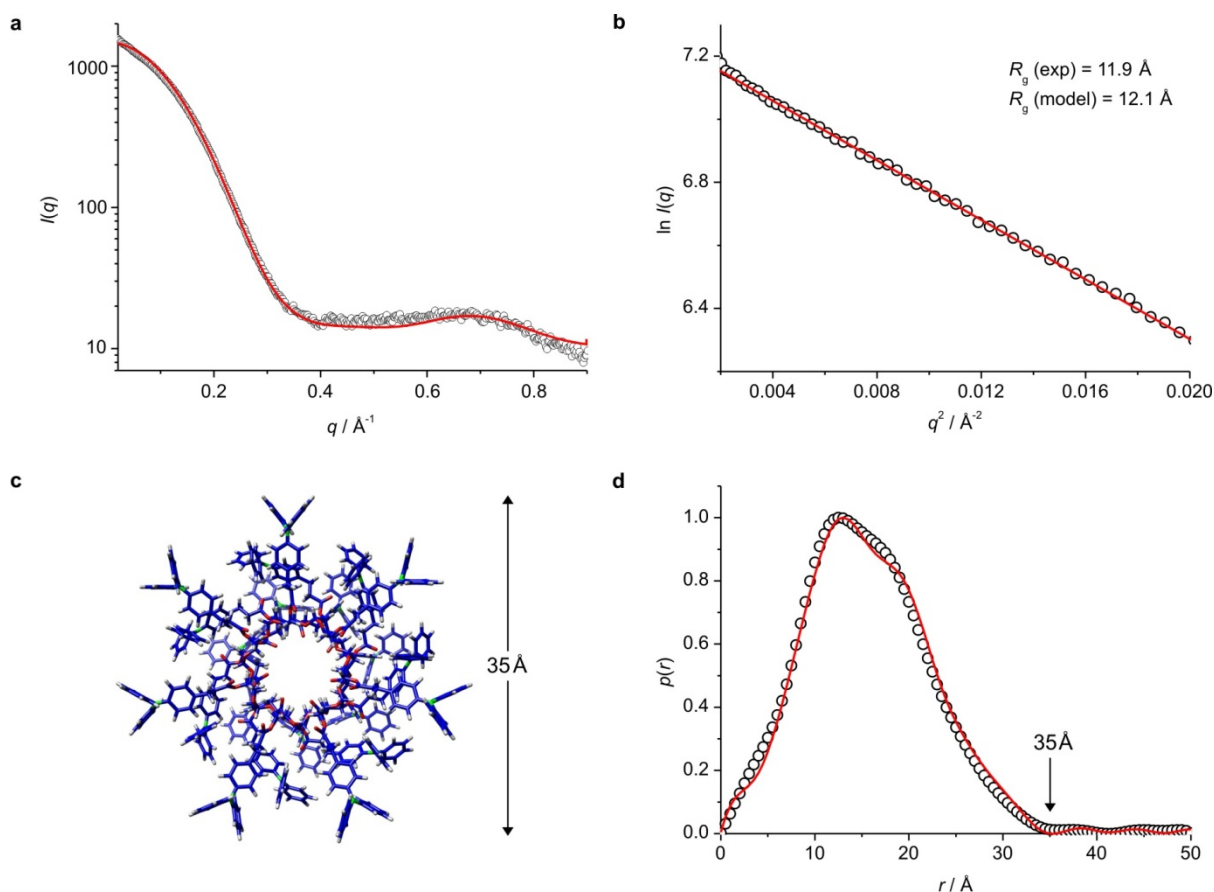 a
1000
100
10
I(q)
0.2 0.4 0.6 0.8
q / Å⁻¹
b
7.2
6.8
6.4
ln I(q)
R_g (exp) = 11.9 Å
R_g (model) = 12.1 Å
0.004 0.008 0.012 0.016 0.020
q² / Å⁻²
c
35 Å
d
1.0
0.8
0.6
0.4
0.2
0.0
p(r)
35 Å
0 10 20 30 40 50
r / Å